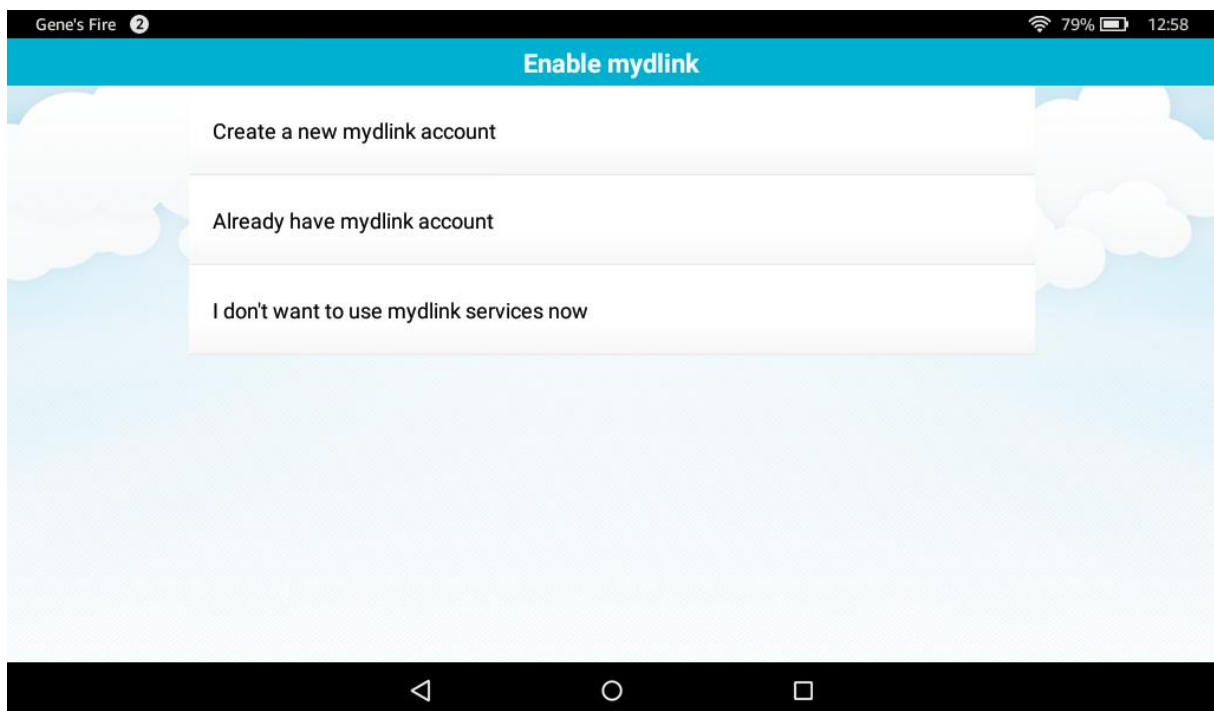 Gene's Fire 2 79% 12:58
Enable mydlink
Create a new mydlink account
Already have mydlink account
I don't want to use mydlink services now